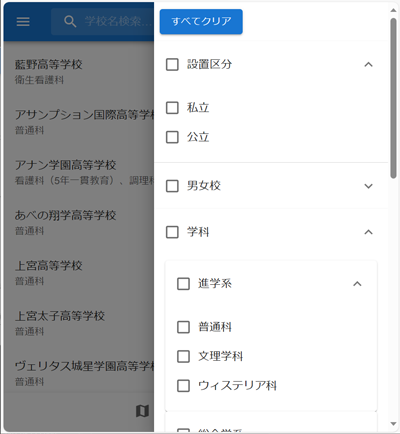 学校名検索...
藍野高等学校
衛生看護科
アサンプション国際高等学校
普通科
アナン学園高等学校
看護科（5年一貫教育）、調理科
あべの翔学高等学校
普通科
上宮高等学校
普通科
上宮太子高等学校
普通科
ヴェリタス城星学園高等学
普通科
すべてクリア
設置区分
私立
公立
男女校
学科
進学系
普通科
文理学科
ウィステリア科
総合学系